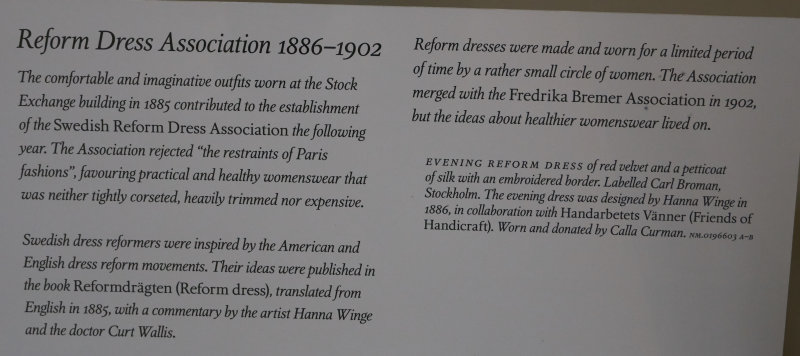 Reform Dress Association 1886–1902
The comfortable and imaginative outfits worn at the Stock
Exchange building in 1885 contributed to the establishment
of the Swedish Reform Dress Association the following
year. The Association rejected “the restraints of Paris
fashions”, favouring practical and healthy womenswear that
was neither tightly corseted, heavily trimmed nor expensive.
Swedish dress reformers were inspired by the American and
English dress reform movements. Their ideas were published in
the book Reformdrägten (Reform dress), translated from
English in 1885, with a commentary by the artist Hanna Winge
and the doctor Curt Wallis.
Reform dresses were made and worn for a limited period
of time by a rather small circle of women. The Association
merged with the Fredrika Bremer Association in 1902,
but the ideas about healthier womenswear lived on.
EVENING REFORM DRESS of red velvet and a petticoat
of silk with an embroidered border. Labelled Carl Broman,
Stockholm. The evening dress was designed by Hanna Winge in
1886, in collaboration with Handarbetets Vänner (Friends of
Handicraft). Worn and donated by Calla Curman. NM.0196603 A–B